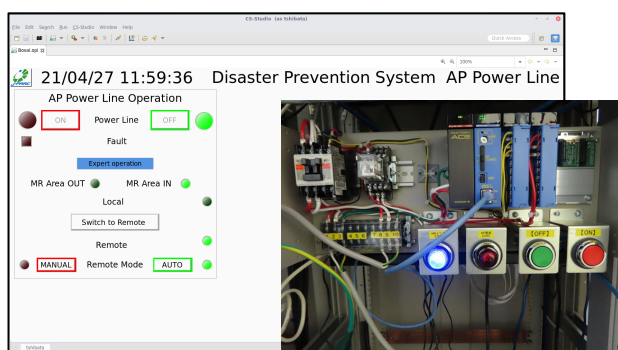 CS-Studio (as tshibata)
File Edit Search Run CS-Studio Window Help
Quick Access
Bosai.opi
100%
21/04/27 11:59:36 Disaster Prevention System AP Power Line
AP Power Line Operation
ON Power Line OFF
Fault
Expert operation
MR Area OUT MR Area IN
Local
Switch to Remote
Remote
MANUAL Remote Mode AUTO
[OFF] [ON]
tshibata